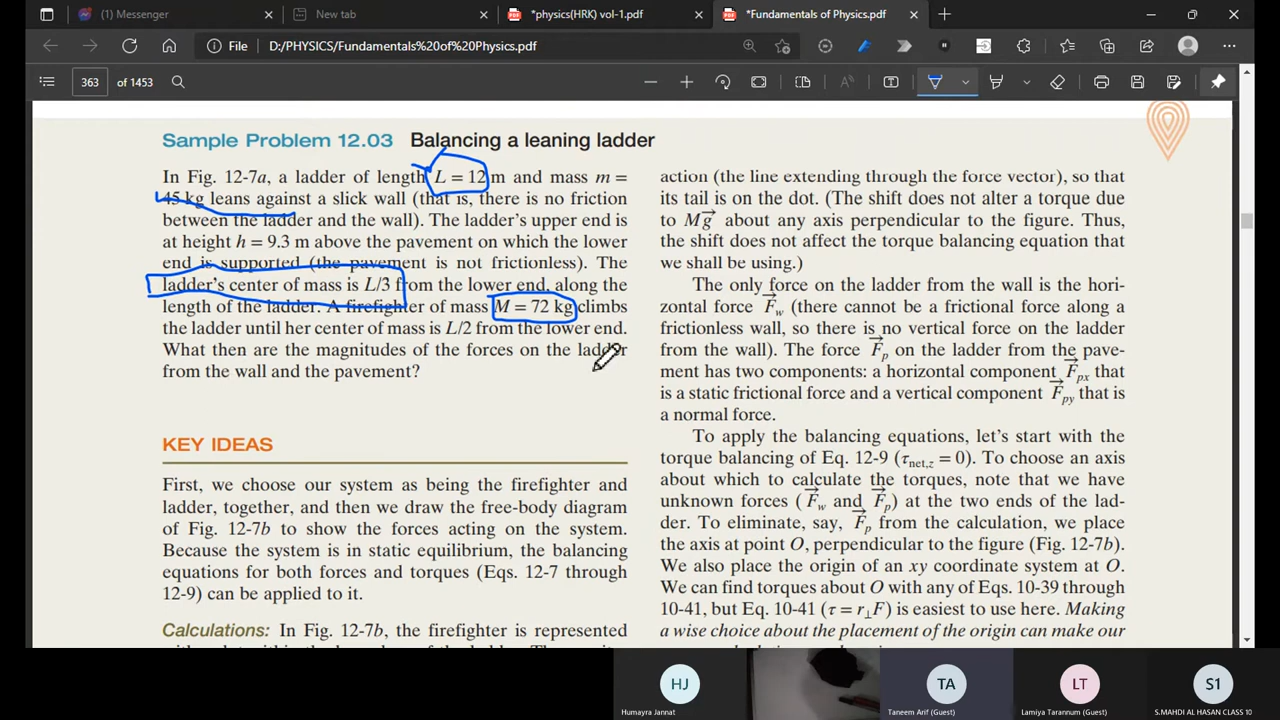 (1) Messenger
New tab
*physics(HRK) vol-1.pdf
*Fundamentals of Physics.pdf
File
D:/PHYSICS/Fundamentals%20of%20Physics.pdf
363 of 1453
Sample Problem 12.03 Balancing a leaning ladder
In Fig. 12-7a, a ladder of length L = 12 m and mass m =
45 kg leans against a slick wall (that is, there is no friction
between the ladder and the wall). The ladder's upper end is
at height h = 9.3 m above the pavement on which the lower
end is supported (the pavement is not frictionless). The
ladder's center of mass is L/3 from the lower end, along the
length of the ladder. A firefighter of mass M = 72 kg climbs
the ladder until her center of mass is L/2 from the lower end.
What then are the magnitudes of the forces on the ladder
from the wall and the pavement?
KEY IDEAS
First, we choose our system as being the firefighter and
ladder, together, and then we draw the free-body diagram
of Fig. 12-7b to show the forces acting on the system.
Because the system is in static equilibrium, the balancing
equations for both forces and torques (Eqs. 12-7 through
12-9) can be applied to it.
Calculations: In Fig. 12-7b, the firefighter is represented
action (the line extending through the force vector), so that
its tail is on the dot. (The shift does not alter a torque due
to Mg⃗ about any axis perpendicular to the figure. Thus,
the shift does not affect the torque balancing equation that
we shall be using.)
The only force on the ladder from the wall is the hori-
zontal force F⃗w (there cannot be a frictional force along a
frictionless wall, so there is no vertical force on the ladder
from the wall). The force F⃗p on the ladder from the pave-
ment has two components: a horizontal component F⃗px that
is a static frictional force and a vertical component F⃗py that is
a normal force.
To apply the balancing equations, let's start with the
torque balancing of Eq. 12-9 (τnet,z = 0). To choose an axis
about which to calculate the torques, note that we have
unknown forces (F⃗w and F⃗p) at the two ends of the lad-
der. To eliminate, say, F⃗p from the calculation, we place
the axis at point O, perpendicular to the figure (Fig. 12-7b).
We also place the origin of an xy coordinate system at O.
We can find torques about O with any of Eqs. 10-39 through
10-41, but Eq. 10-41 (τ = r⊥F) is easiest to use here. Making
a wise choice about the placement of the origin can make our
HJ
Humayra Jannat
TA
Taneem Arif (Guest)
LT
Lamiya Tarannum (Guest)
S1
S.MAHDI AL HASAN CLASS 10